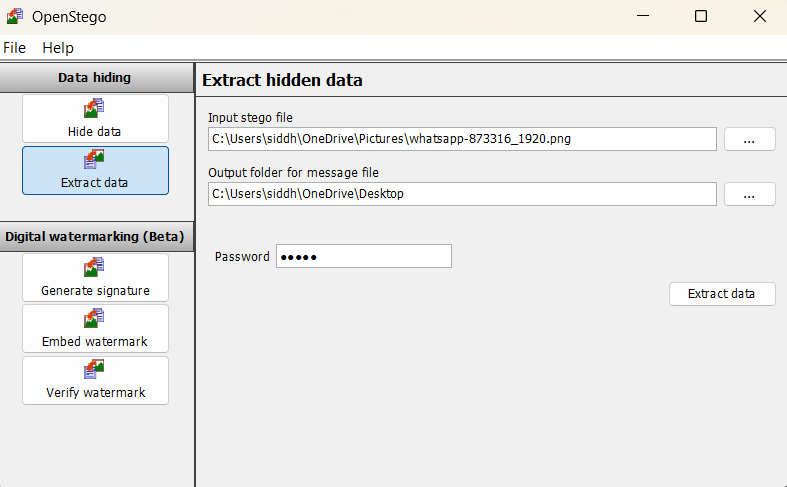 OpenStego
File Help
Data hiding
Hide data
Extract data
Digital watermarking (Beta)
Generate signature
Embed watermark
Verify watermark
Extract hidden data
Input stego file
C:\Users\siddh\OneDrive\Pictures\whatsapp-873316_1920.png ...
Output folder for message file
C:\Users\siddh\OneDrive\Desktop ...
Password •••••
Extract data